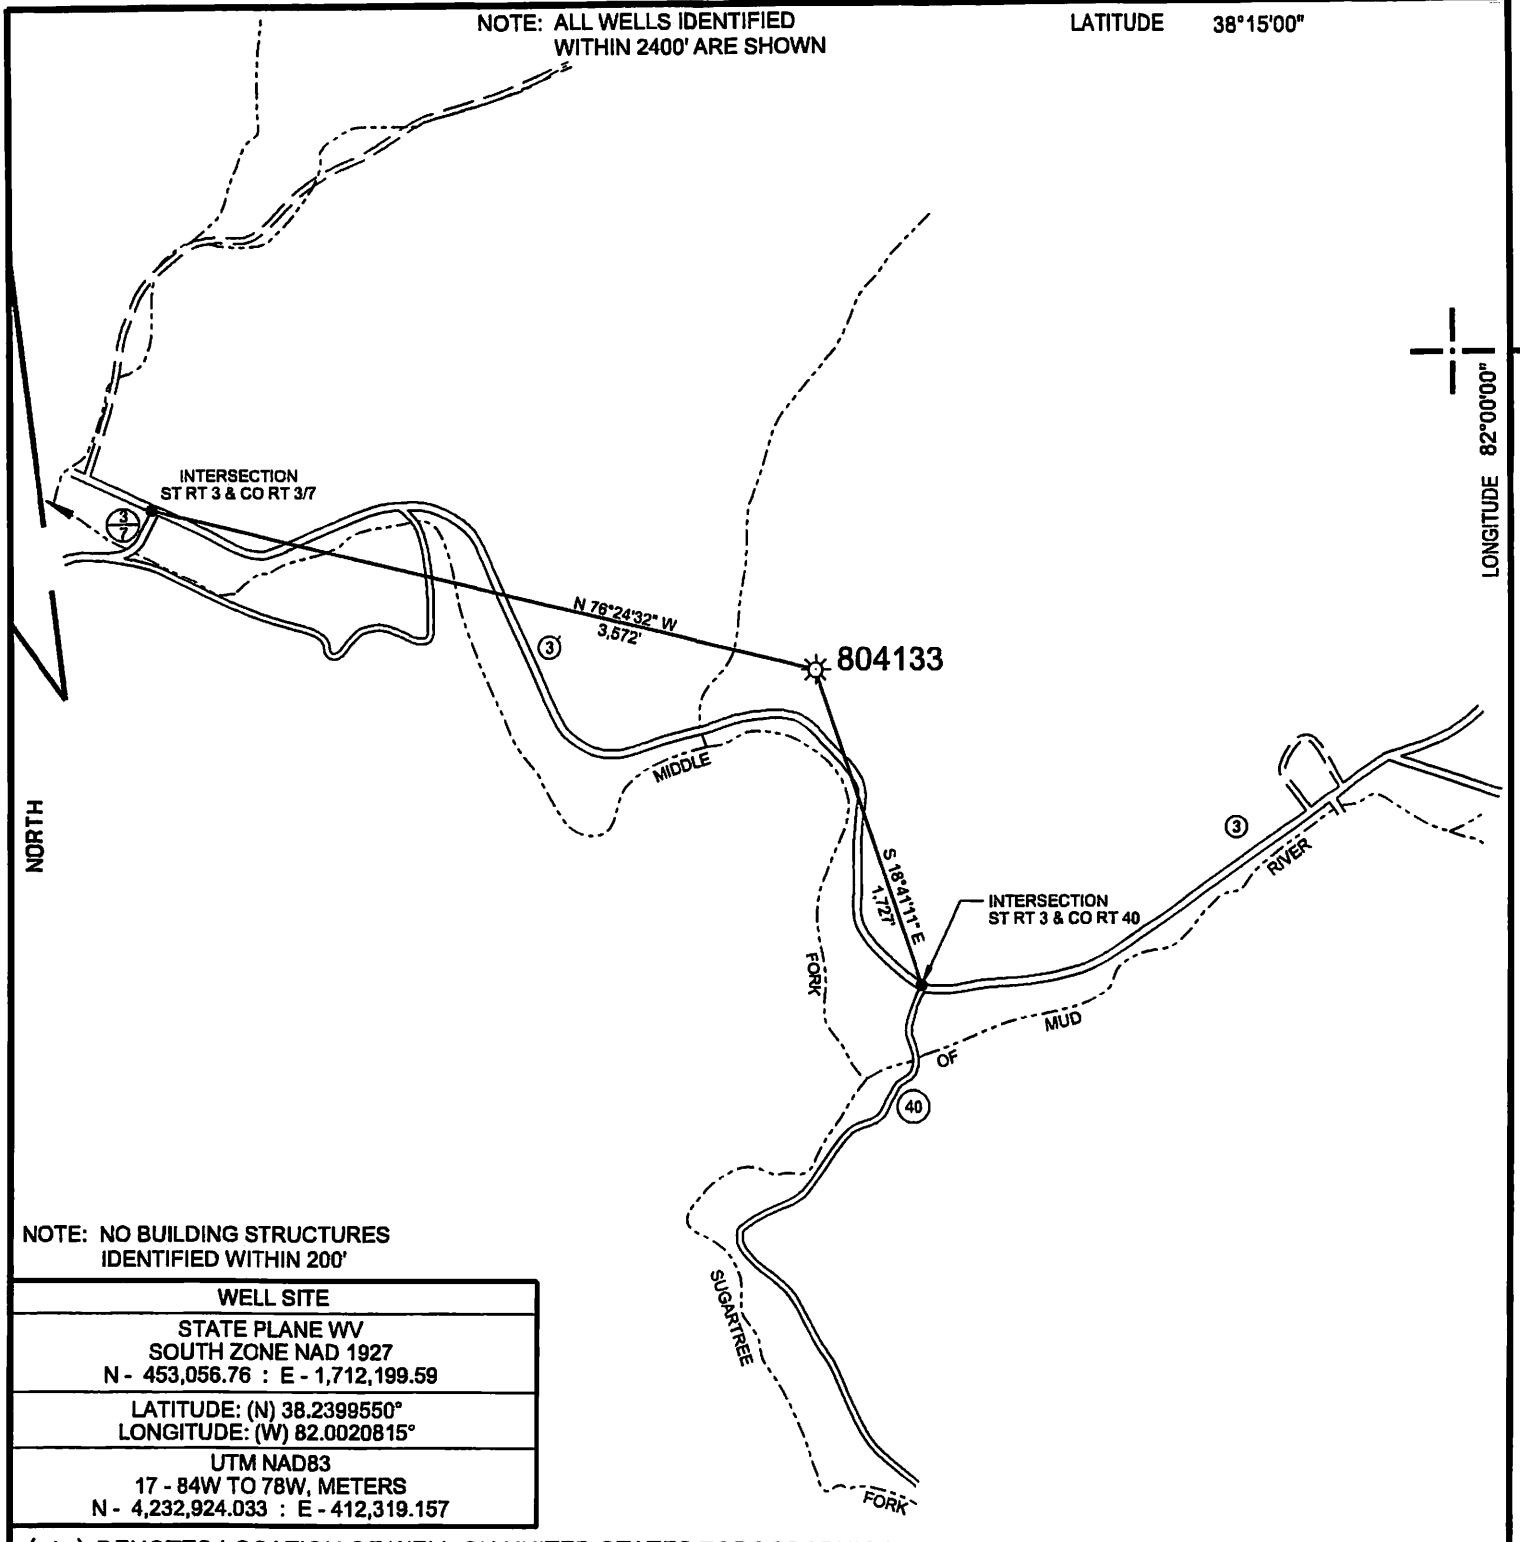 NOTE: ALL WELLS IDENTIFIED
WITHIN 2400' ARE SHOWN
LATITUDE 38°15'00"
LONGITUDE 82°00'00"
INTERSECTION
ST RT 3 & CO RT 3/7
3
7
N 76°24'32" W
3,572'
3
804133
MIDDLE
NORTH
3
RIVER
S 18°41'11" E
1,727'
INTERSECTION
ST RT 3 & CO RT 40
FORK
MUD
OF
40
SUGARTREE
FORK
NOTE: NO BUILDING STRUCTURES
IDENTIFIED WITHIN 200'
WELL SITE
STATE PLANE WV
SOUTH ZONE NAD 1927
N - 453,056.76 : E - 1,712,199.59
LATITUDE: (N) 38.2399550°
LONGITUDE: (W) 82.0020815°
UTM NAD83
17 - 84W TO 78W, METERS
N - 4,232,924.033 : E - 412,319.157